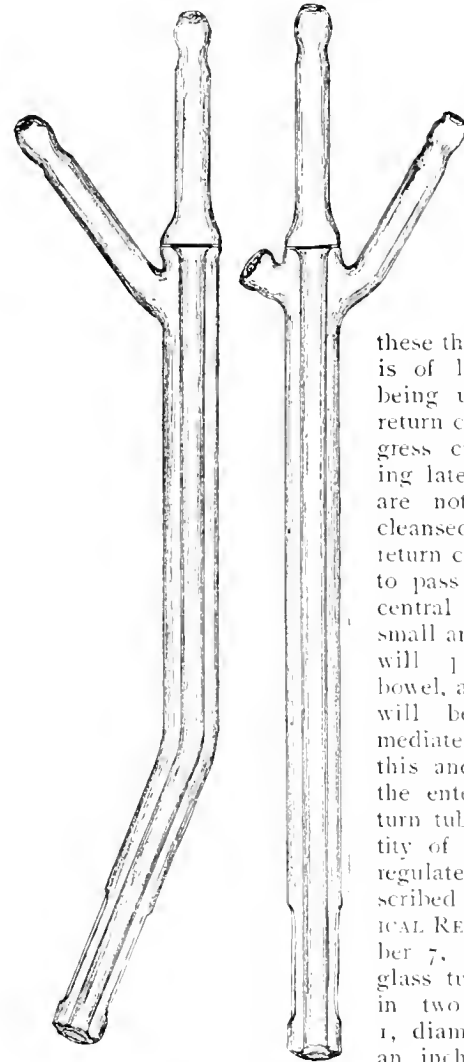 these th
is of l
being u
return c
gress c
ing late
are not
cleansed
return c
to pass
central
small ar
will
bowel, a
will be
mediate
this and
the ente
turn tub
tity of
regulate
scribed
ICAL RE
ber 7,
glass tu
in two
1, diam
an inch